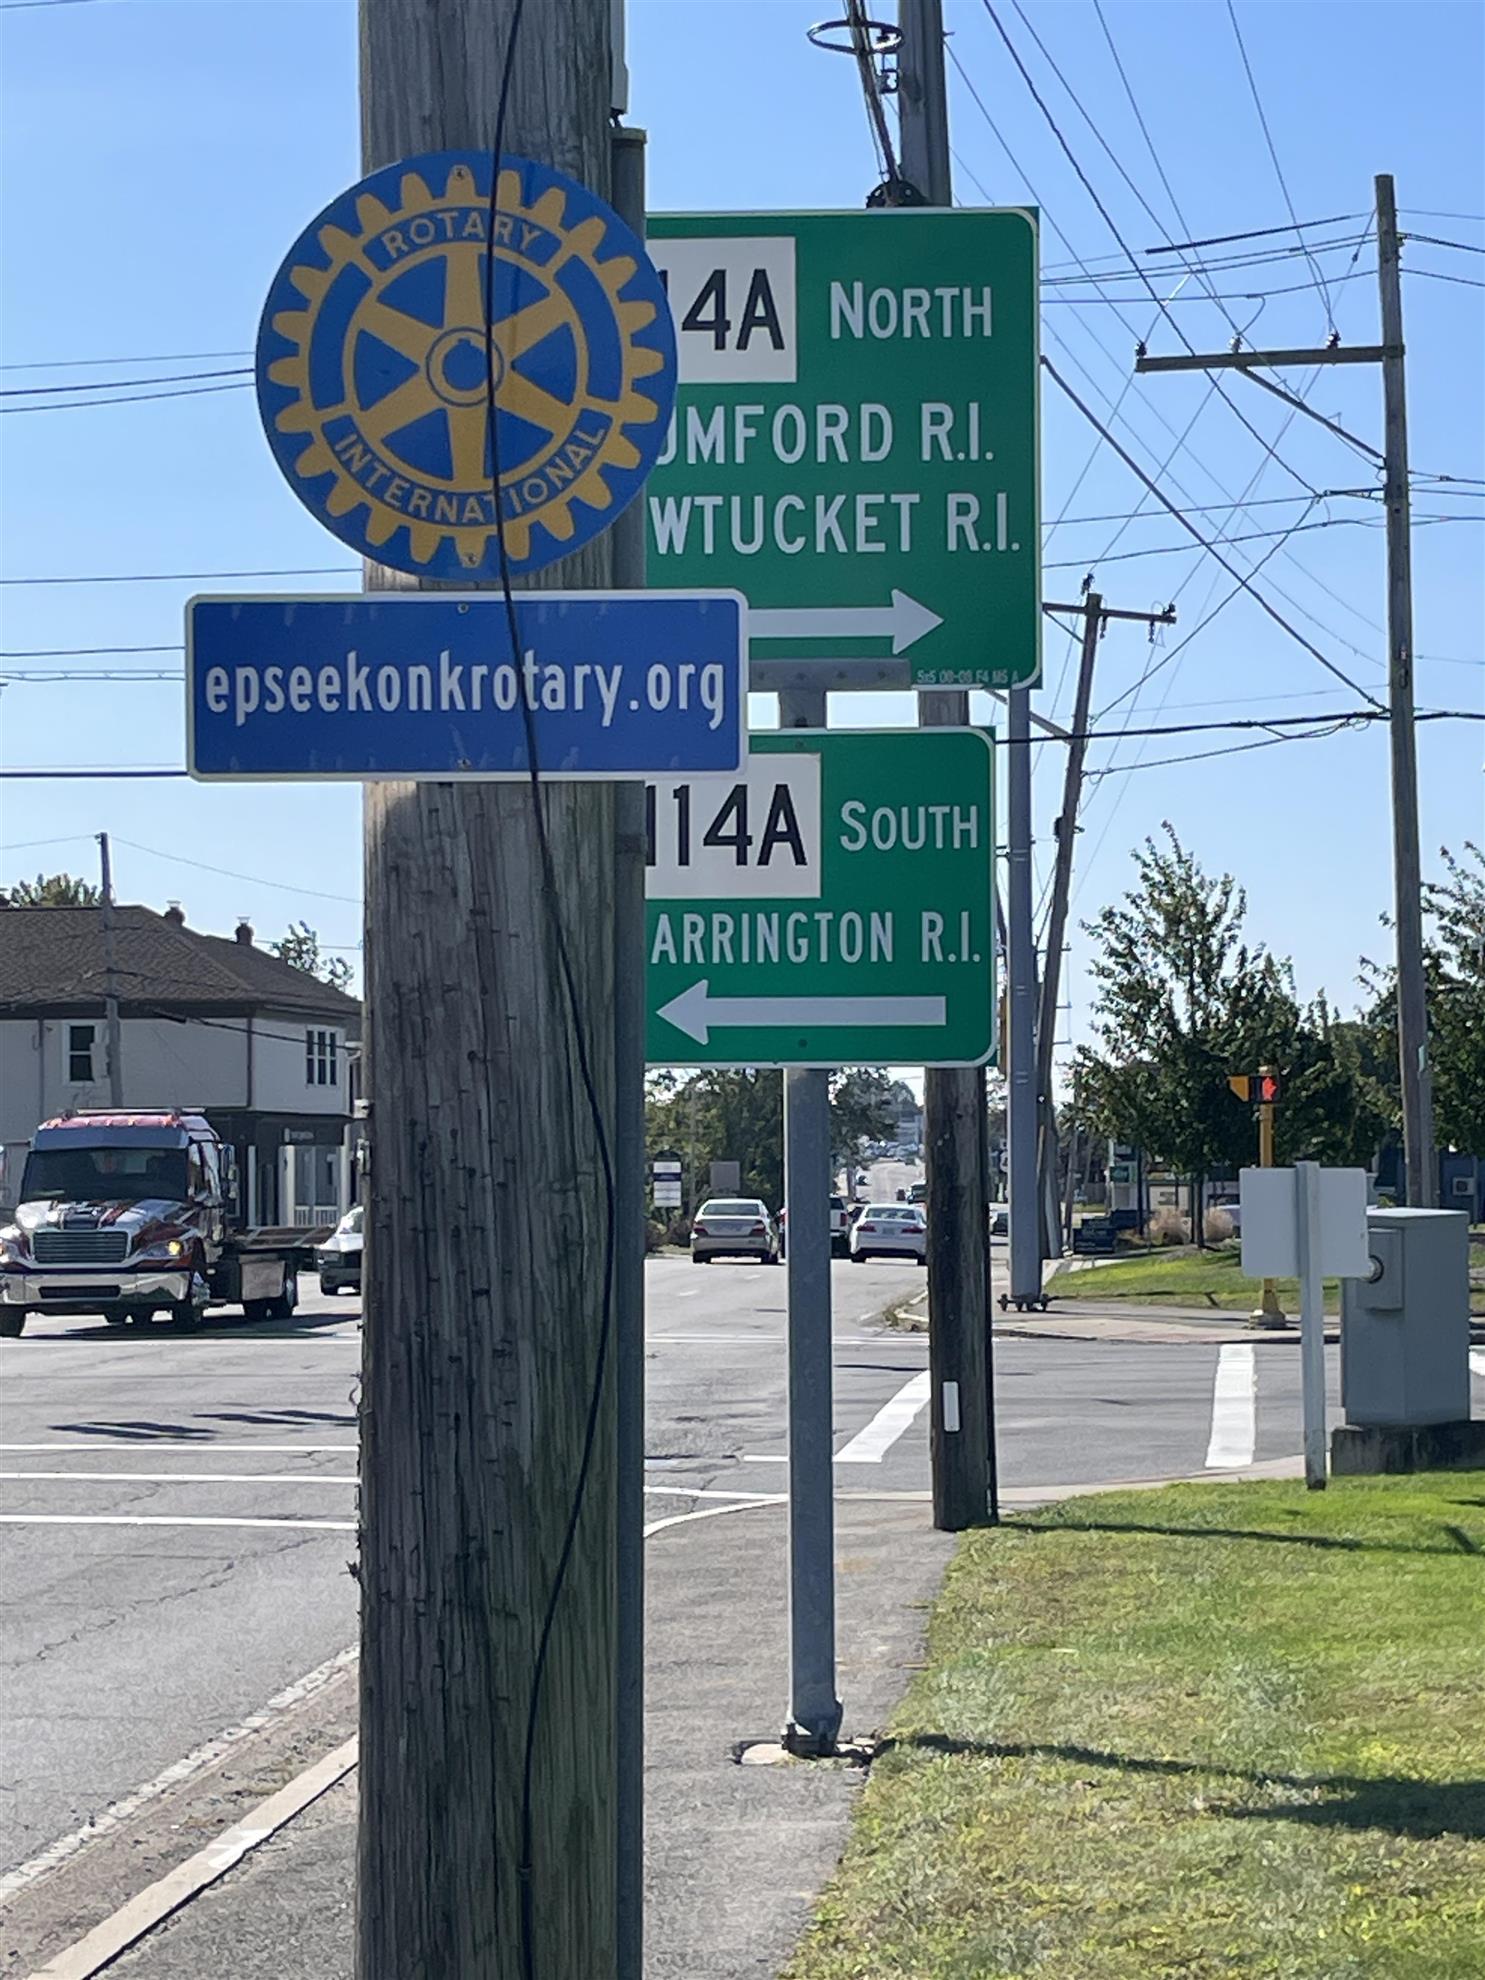 ROTARY
INTERNATIONAL
epseekonkrotary.org
14A NORTH
UMFORD R.I.
WTUCKET R.I.
114A SOUTH
ARRINGTON R.I.